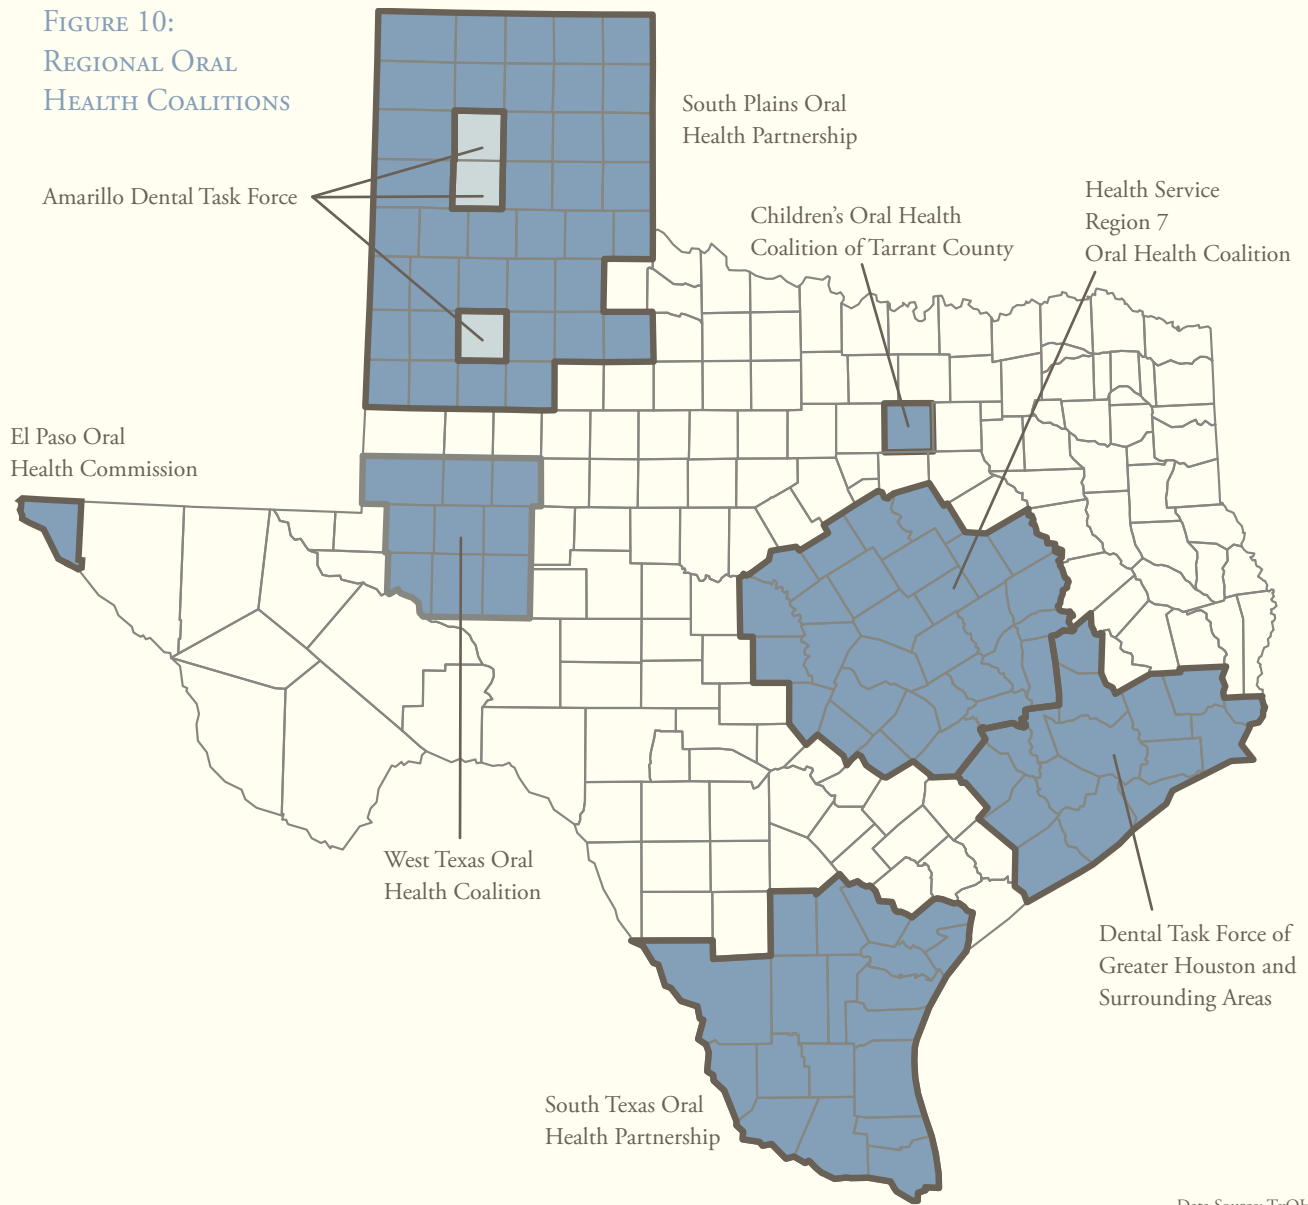 Figure 10:
Regional Oral
Health Coalitions
South Plains Oral
Health Partnership
Amarillo Dental Task Force
Children’s Oral Health
Coalition of Tarrant County
Health Service
Region 7
Oral Health Coalition
El Paso Oral
Health Commission
West Texas Oral
Health Coalition
Dental Task Force of
Greater Houston and
Surrounding Areas
South Texas Oral
Health Partnership